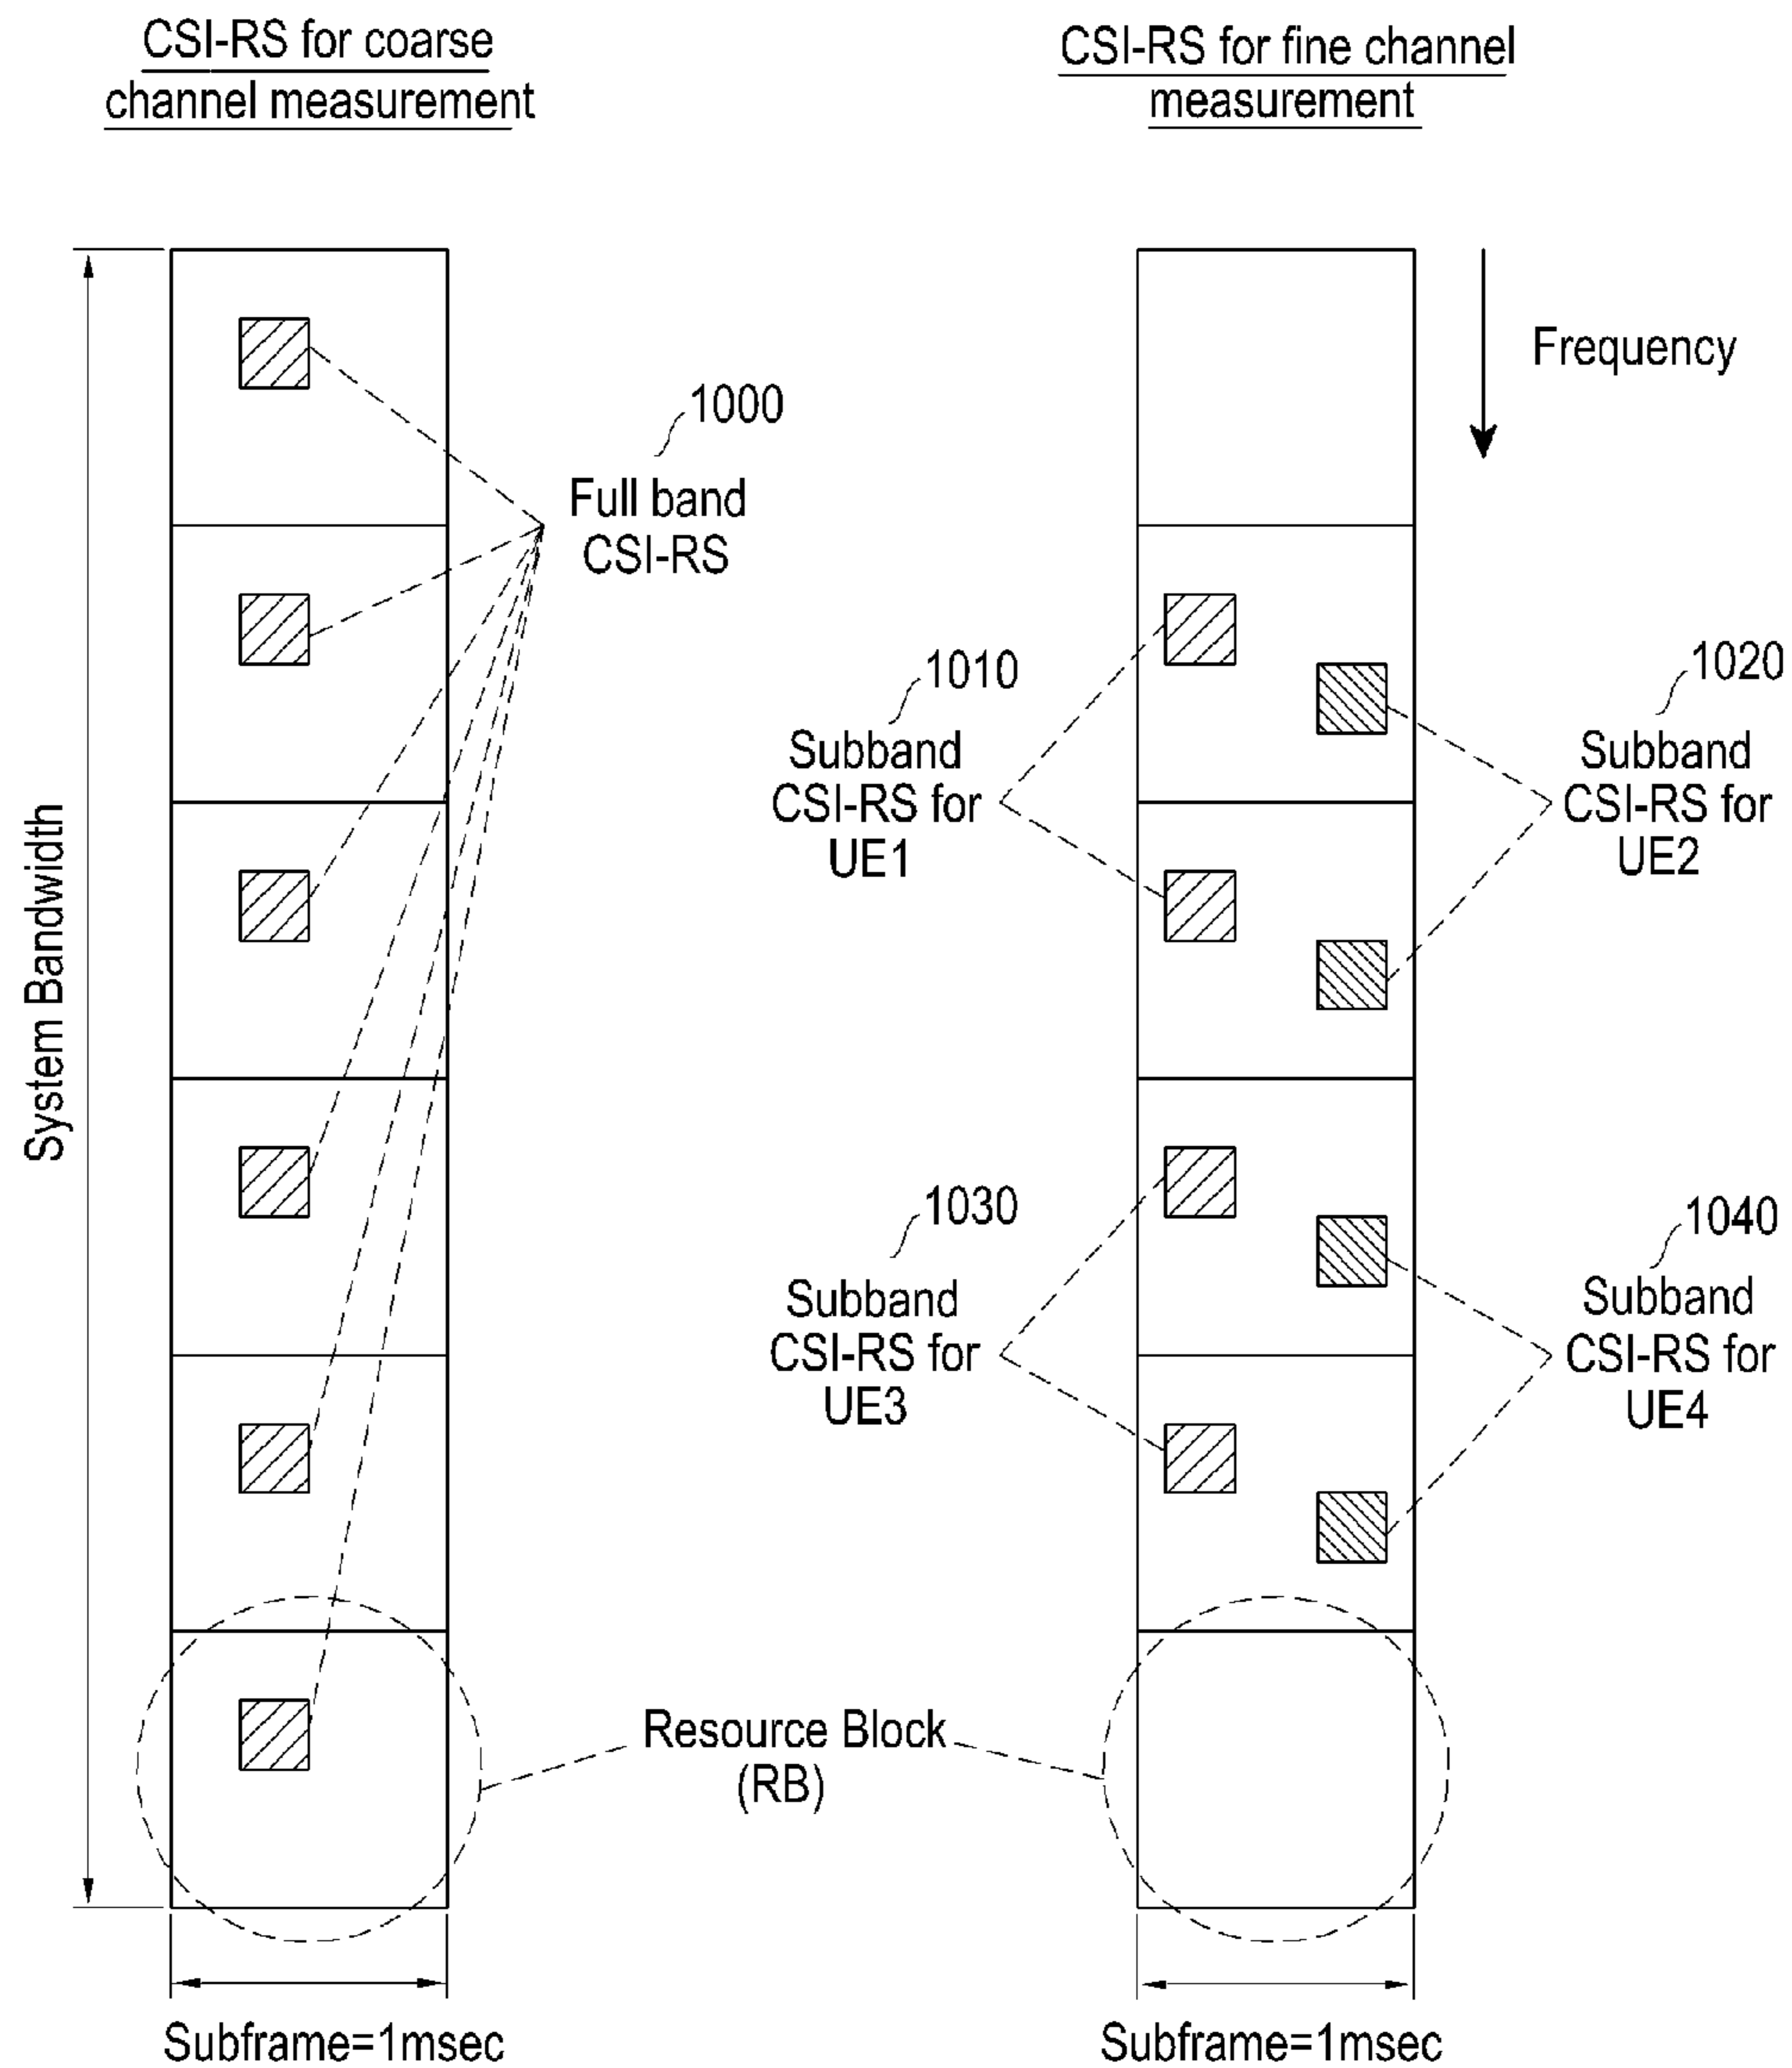 CSI-RS for coarse
channel measurement
CSI-RS for fine channel
measurement
Frequency
1000
Full band
CSI-RS
1010
Subband
CSI-RS for
UE1
1020
Subband
CSI-RS for
UE2
System Bandwidth
1030
Subband
CSI-RS for
UE3
1040
Subband
CSI-RS for
UE4
Resource Block
(RB)
Subframe=1msec
Subframe=1msec